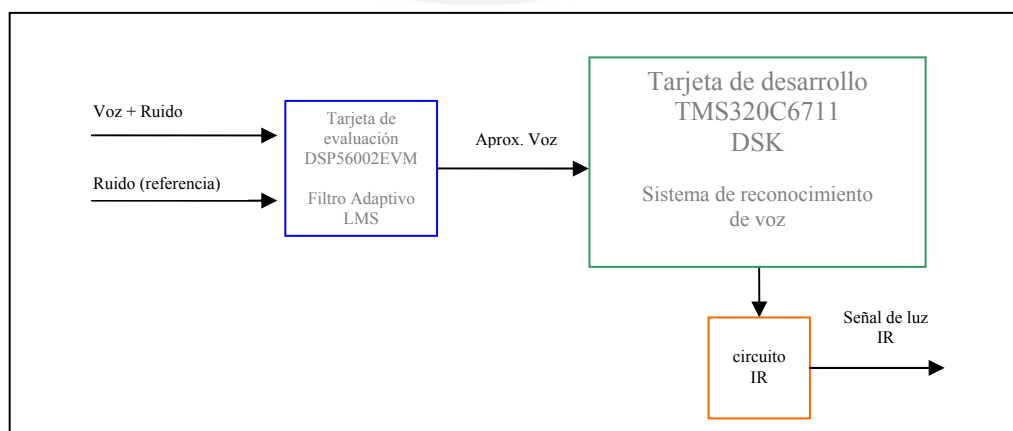 Voz + Ruido
Ruido (referencia)
Tarjeta de
evaluación
DSP56002EVM
Filtro Adaptivo
LMS
Aprox. Voz
Tarjeta de desarrollo
TMS320C6711
DSK
Sistema de reconocimiento
de voz
circuito
IR
Señal de luz
IR